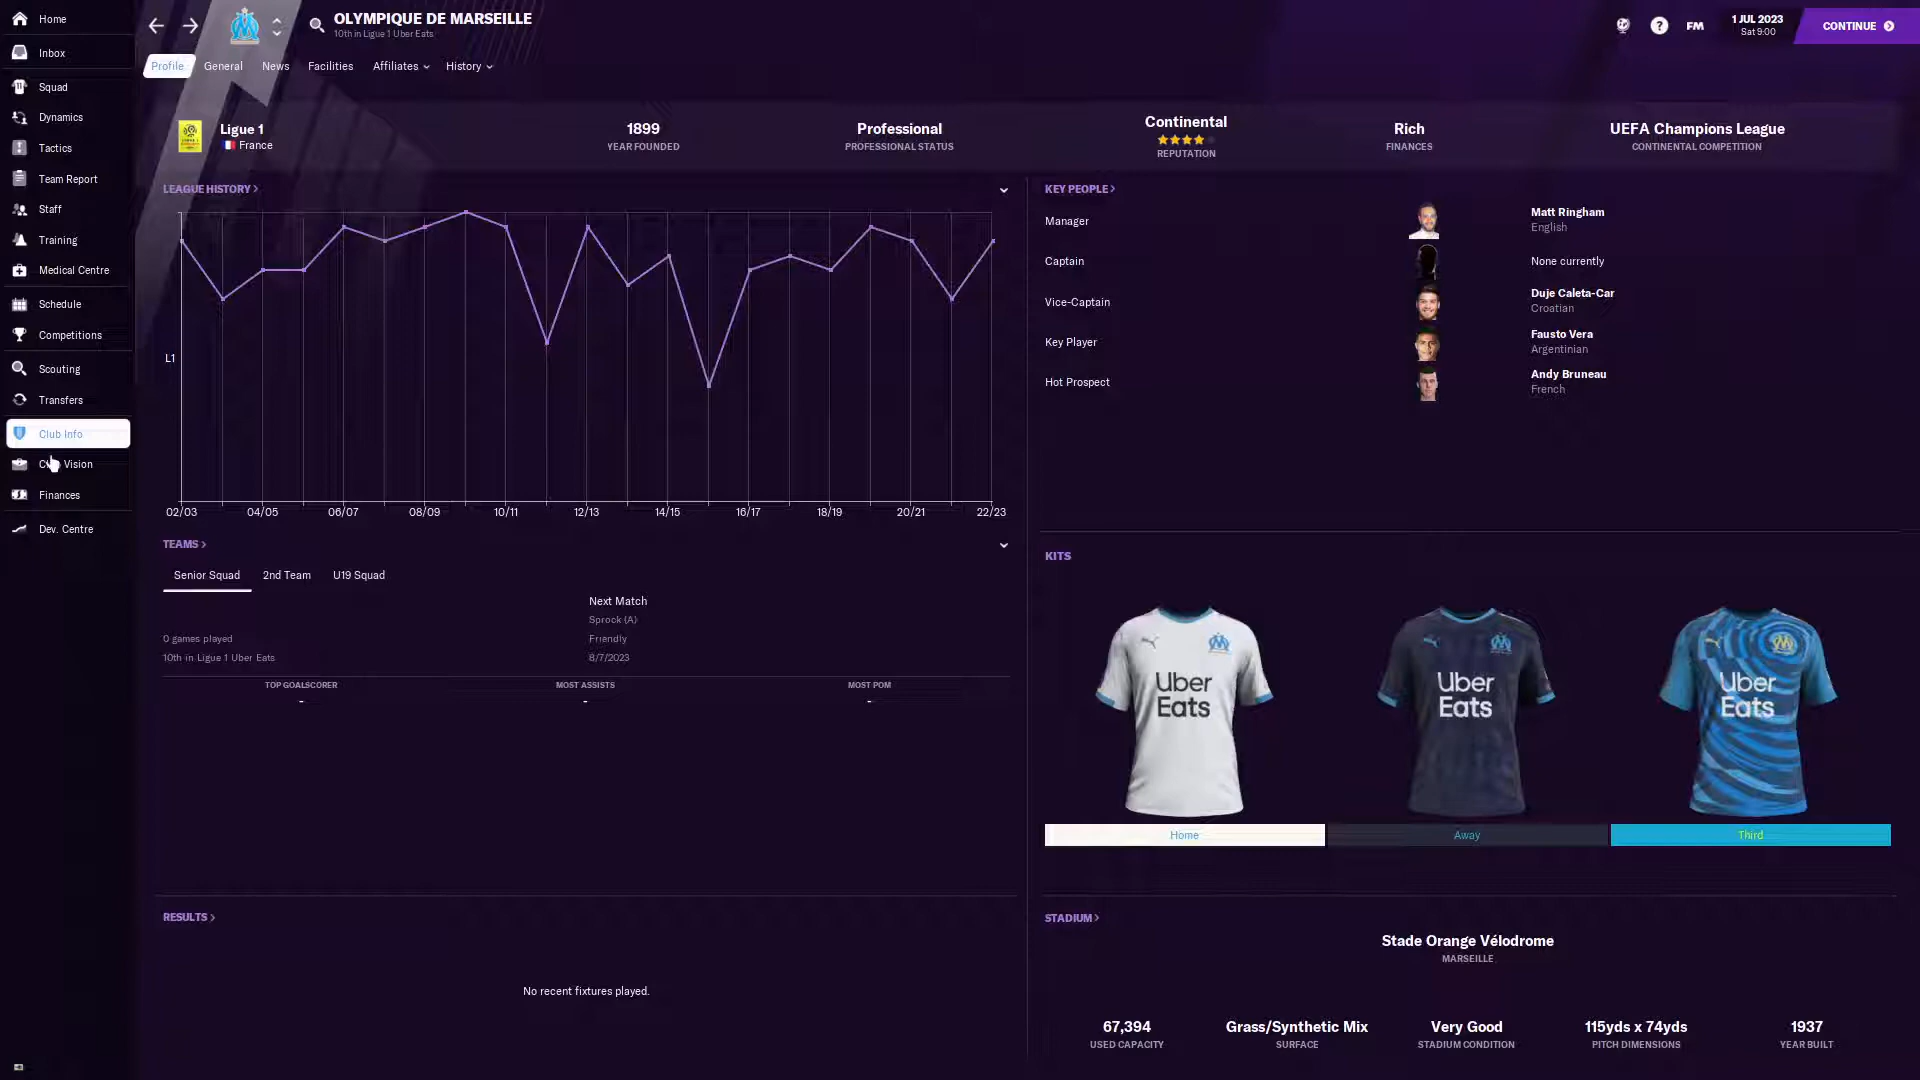 Home
Inbox
Squad
Dynamics
Tactics
Team Report
Staff
Training
Medical Centre
Schedule
Competitions
Scouting
Transfers
Club Info
Vision
Finances
Dev. Centre
OLYMPIQUE DE MARSEILLE
10th in Ligue 1 Uber Eats
FM
1 JUL 2023
Sat 9:00
CONTINUE
Profile General News Facilities Affiliates History
Ligue 1
France
1899
YEAR FOUNDED
Professional
PROFESSIONAL STATUS
Continental
REPUTATION
Rich
FINANCES
UEFA Champions League
CONTINENTAL COMPETITION
LEAGUE HISTORY >
L1
02/03 04/05 06/07 08/09 10/11 12/13 14/15 16/17 18/19 20/21 22/23
KEY PEOPLE >
Manager
Matt Ringham
English
Captain
None currently
Vice-Captain
Duje Caleta-Car
Croatian
Key Player
Fausto Vera
Argentinian
Hot Prospect
Andy Bruneau
French
TEAMS >
Senior Squad 2nd Team U19 Squad
Next Match
Sprock (A)
0 games played
Friendly
10th in Ligue 1 Uber Eats
8/7/2023
TOP GOALSCORER MOST ASSISTS MOST POM
- - -
KITS
Uber Eats
Uber Eats
Uber Eats
Home Away Third
RESULTS >
No recent fixtures played.
STADIUM >
Stade Orange Vélodrome
MARSEILLE
67,394
USED CAPACITY
Grass/Synthetic Mix
SURFACE
Very Good
STADIUM CONDITION
115yds x 74yds
PITCH DIMENSIONS
1937
YEAR BUILT